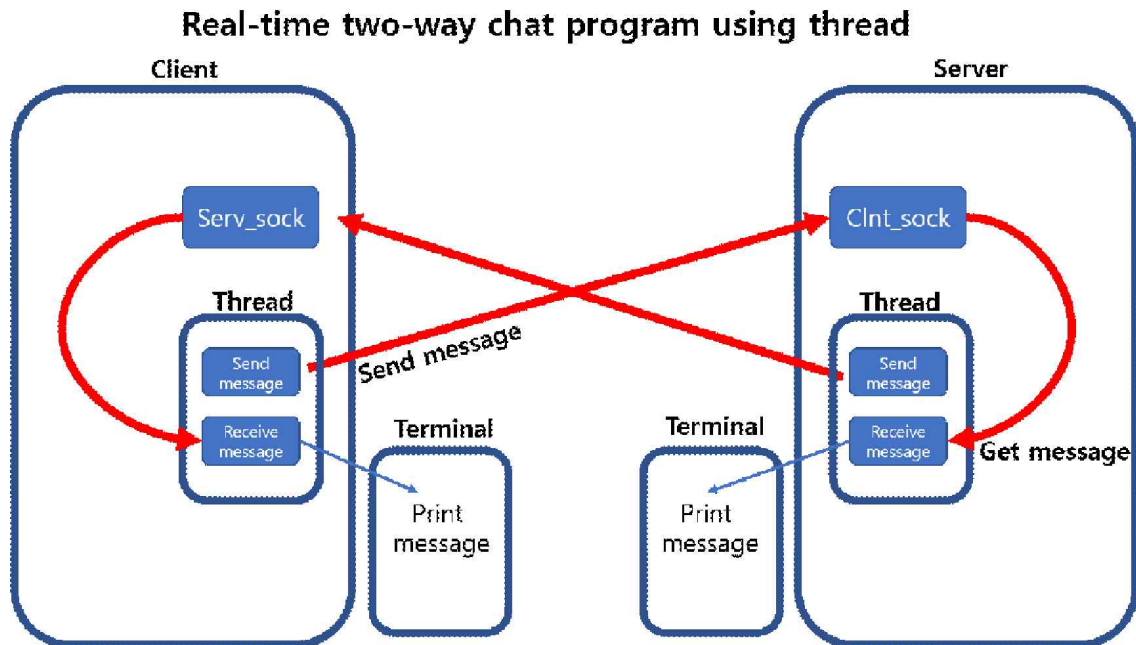 Real-time two-way chat program using thread
Client
Server
Serv_sock
Clnt_sock
Thread
Thread
Send
message
Send message
Send
message
Receive
message
Terminal
Terminal
Receive
message
Get message
Print
message
Print
message